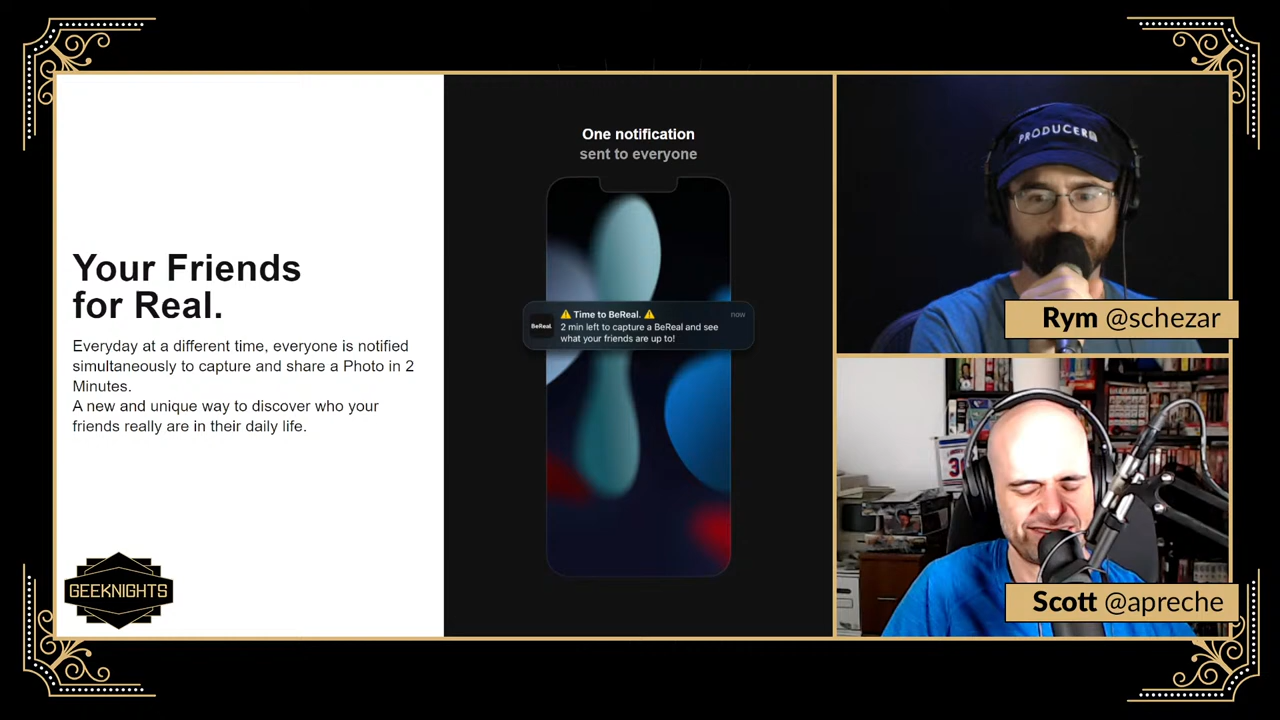 Your Friends
for Real.
Everyday at a different time, everyone is notified
simultaneously to capture and share a Photo in 2
Minutes.
A new and unique way to discover who your
friends really are in their daily life.
GEEKNIGHTS
One notification
sent to everyone
BeReal.
⚠️ Time to BeReal. ⚠️
now
2 min left to capture a BeReal and see
what your friends are up to!
PRODUCER
Rym @schezar
Scott @apreche